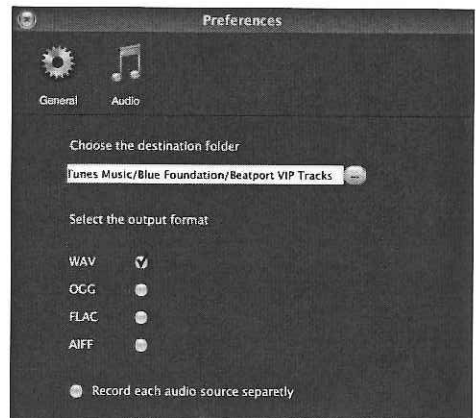 Preferences
General Audio
Choose the destination folder
Tunes Music/Blue Foundation/Beatport VIP Tracks ...
Select the output format
WAV
OGG
FLAC
AIFF
Record each audio source separetly